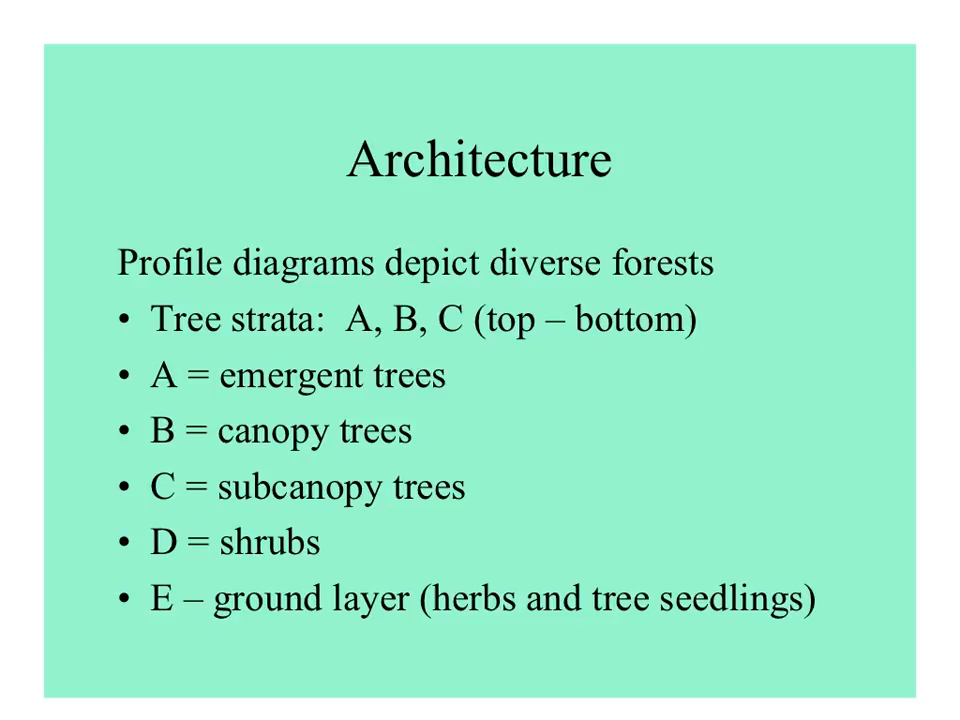 Architecture
Profile diagrams depict diverse forests
• Tree strata: A, B, C (top – bottom)
• A = emergent trees
• B = canopy trees
• C = subcanopy trees
• D = shrubs
• E – ground layer (herbs and tree seedlings)